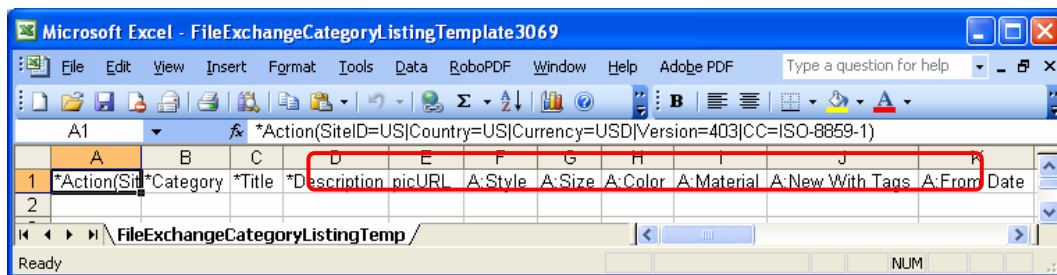 Microsoft Excel - FileExchangeCategoryListingTemplate3069
File Edit View Insert Format Tools Data RoboPDF Window Help Adobe PDF Type a question for help
Σ B A
A1 fx *Action(SiteID=US|Country=US|Currency=USD|Version=403|CC=ISO-8859-1)
A B C D E F G H I J K
1 *Action(Sit *Category *Title *Description picURL A:Style A:Size A:Color A:Material A:New With Tags A:From Date
2
FileExchangeCategoryListingTemp
Ready NUM